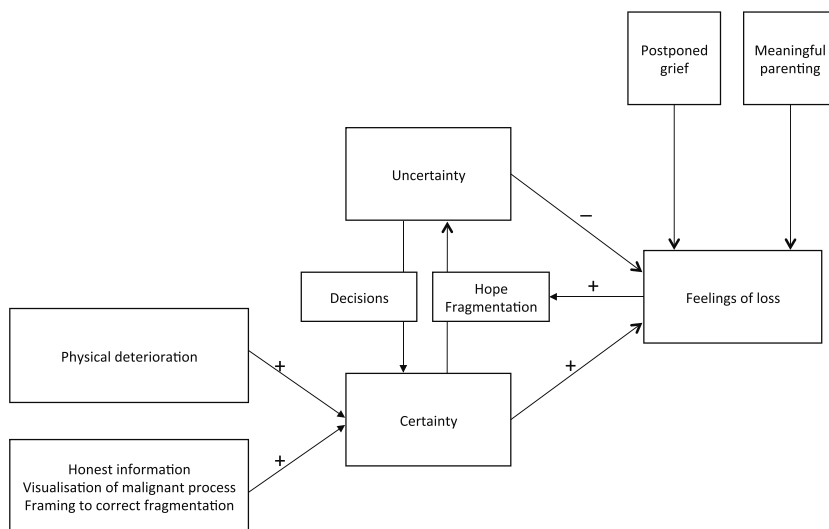 Postponed
grief
Meaningful
parenting
Uncertainty
–
Decisions
Hope
Fragmentation
+
Feelings of loss
Physical deterioration
+
+
Certainty
+
Honest information
Visualisation of malignant process
Framing to correct fragmentation